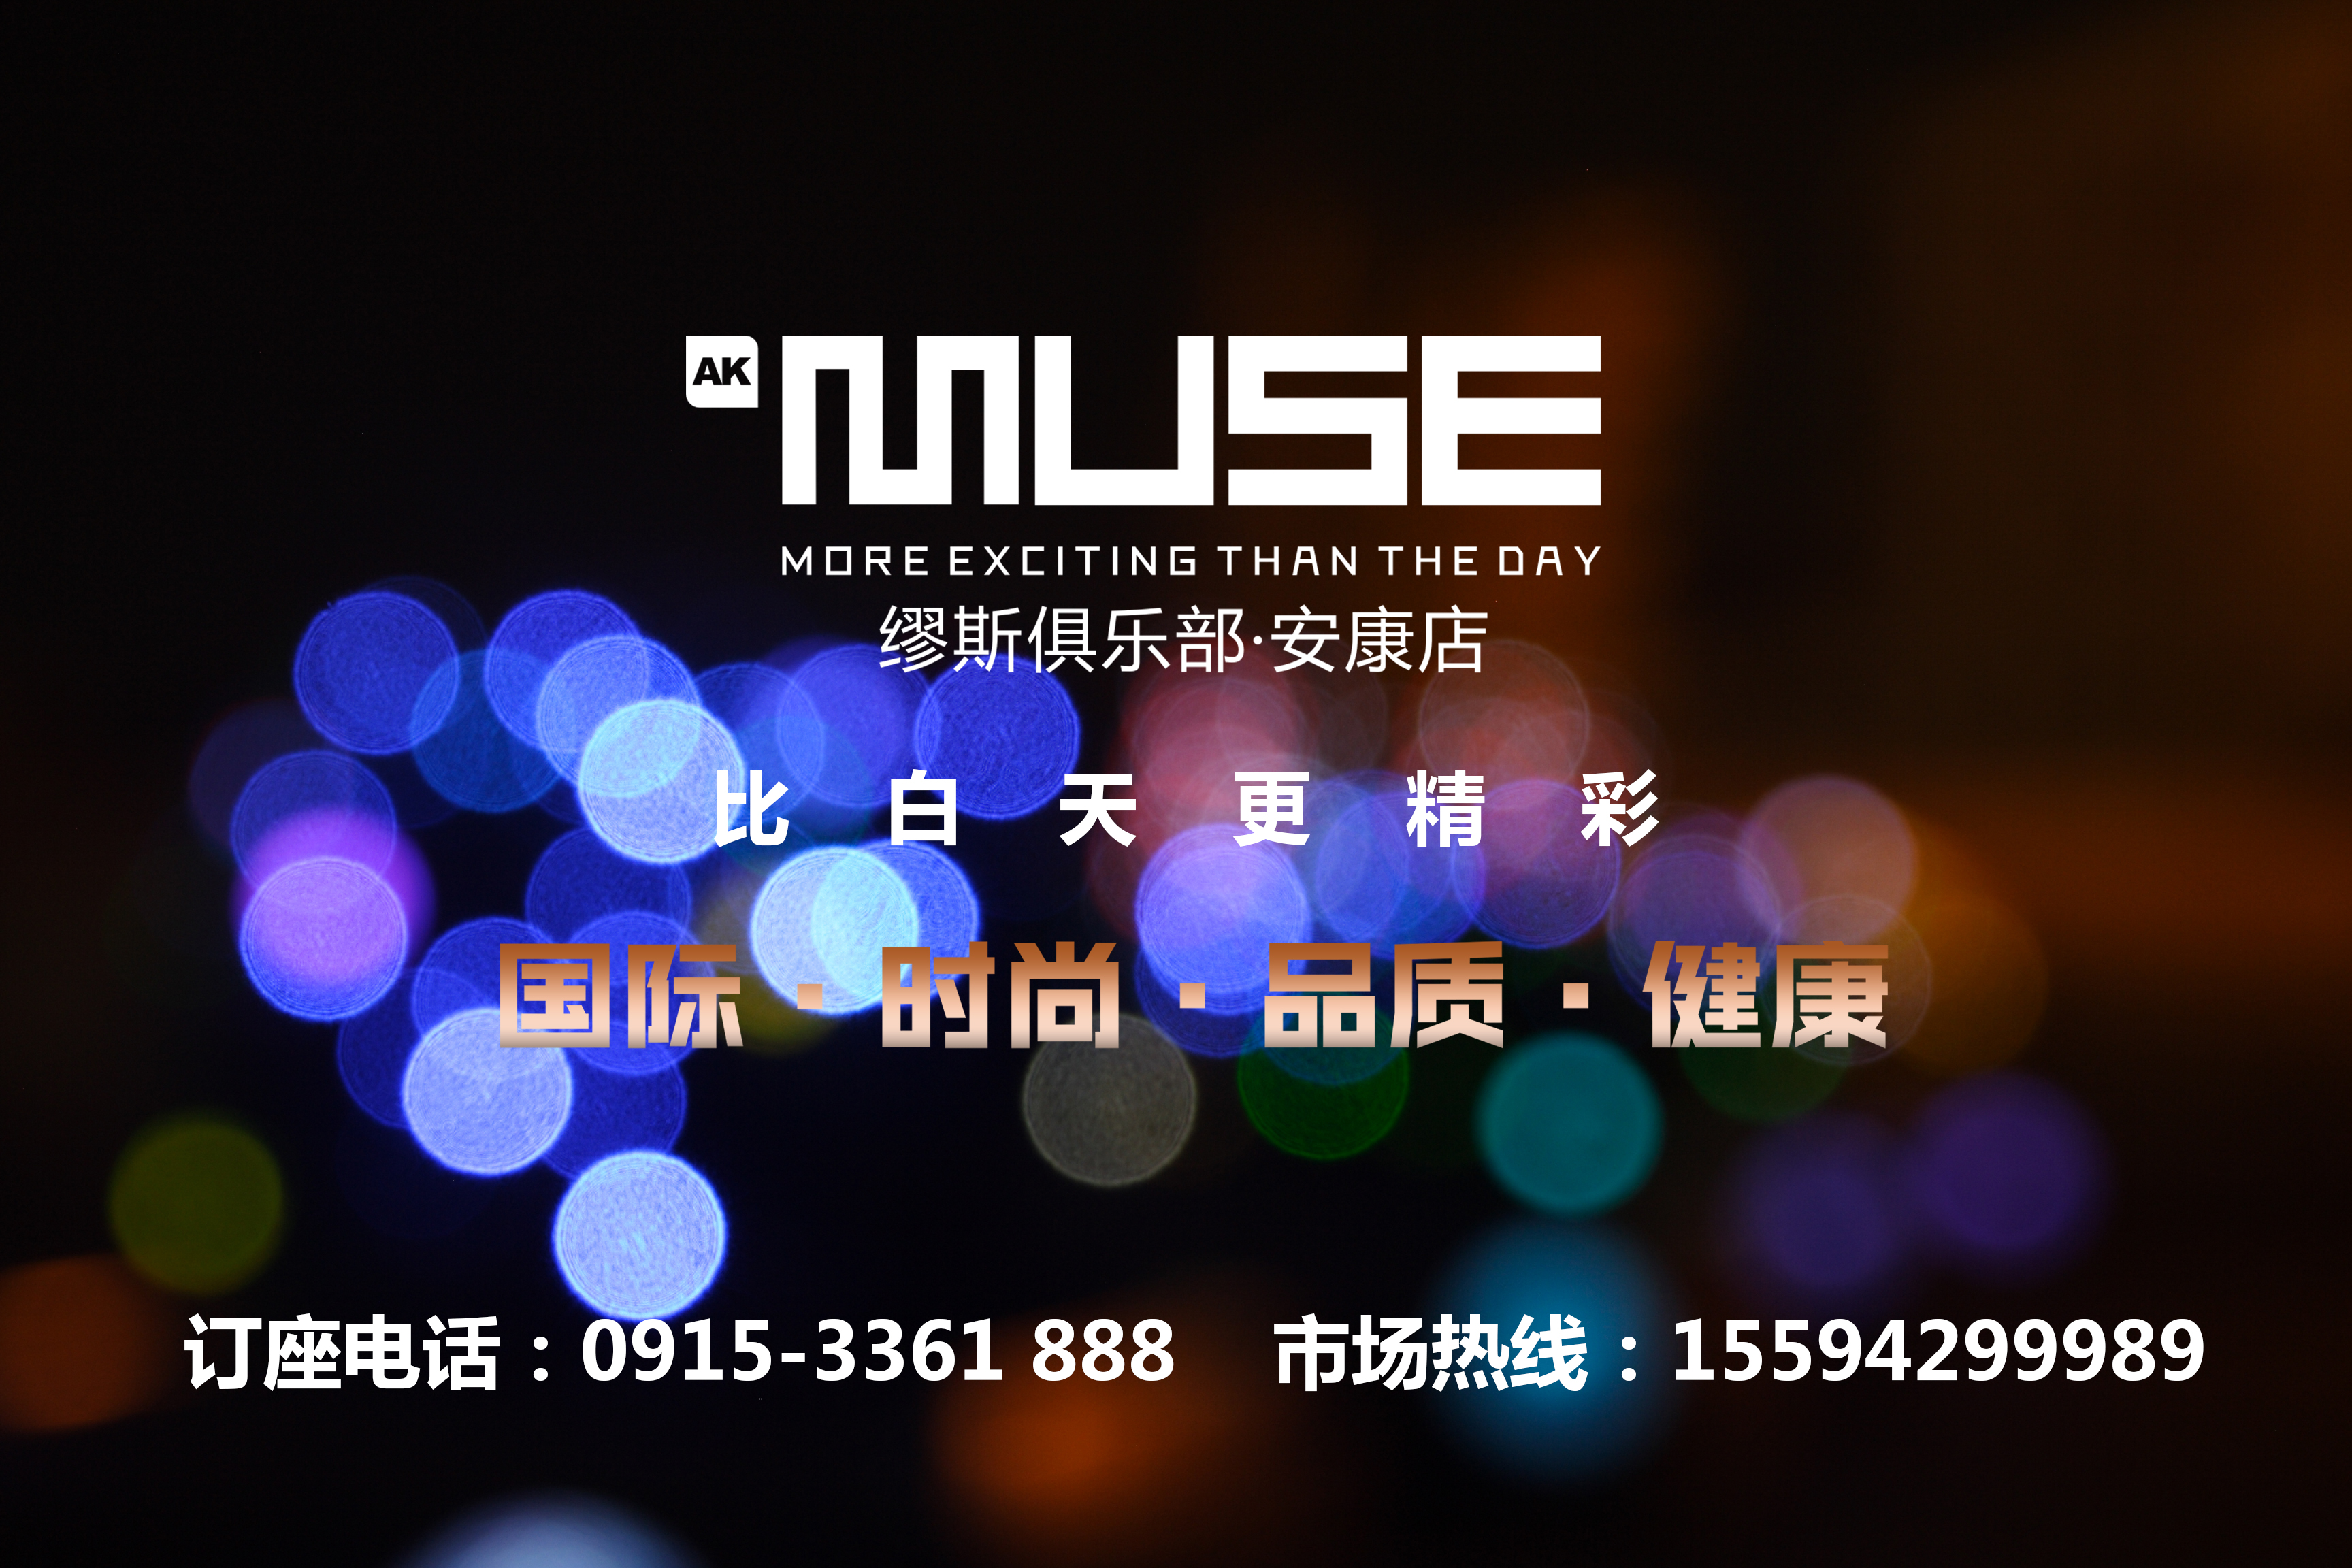 AK MUSE
MORE EXCITING THAN THE DAY
缪斯俱乐部·安康店
比白天更精彩
国际·时尚·品质·健康
订座电话：0915-3361 888 市场热线：15594299989